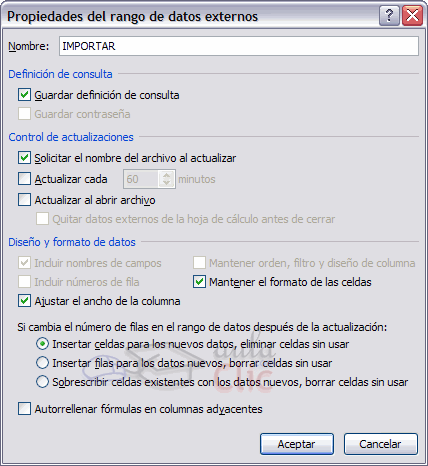 Propiedades del rango de datos externos
Nombre: IMPORTAR
Definición de consulta
Guardar definición de consulta
Guardar contraseña
Control de actualizaciones
Solicitar el nombre del archivo al actualizar
Actualizar cada 60 minutos
Actualizar al abrir archivo
Quitar datos externos de la hoja de cálculo antes de cerrar
Diseño y formato de datos
Incluir nombres de campos Mantener orden, filtro y diseño de columna
Incluir números de fila Mantener el formato de las celdas
Ajustar el ancho de la columna
Si cambia el número de filas en el rango de datos después de la actualización:
Insertar celdas para los nuevos datos, eliminar celdas sin usar
Insertar filas para los datos nuevos, borrar celdas sin usar
Sobrescribir celdas existentes con los datos nuevos, borrar celdas sin usar
aula
Clic
Autorrellenar fórmulas en columnas adyacentes
Aceptar Cancelar